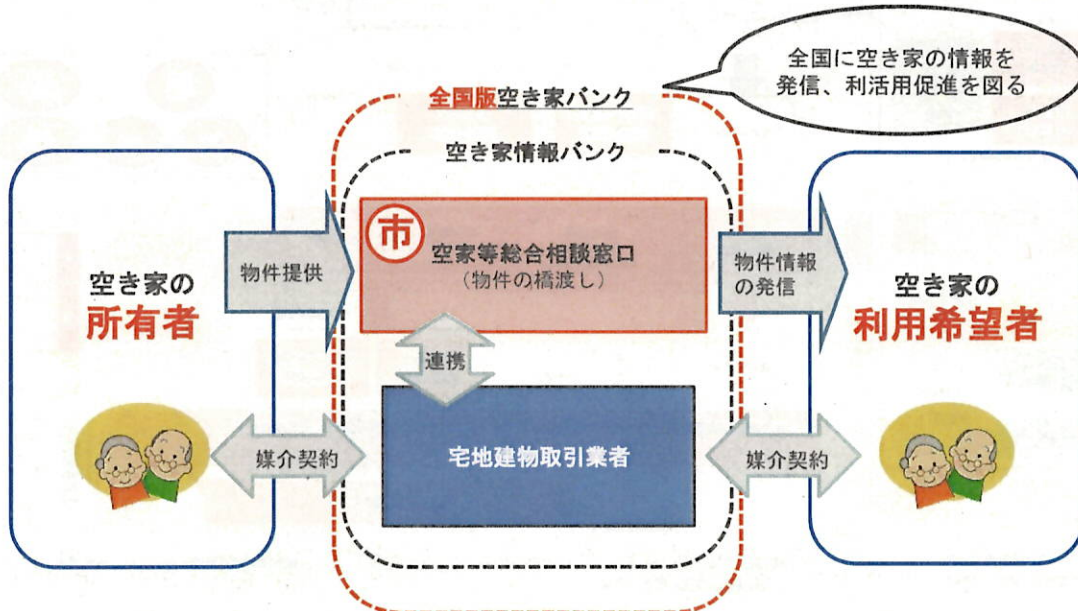 全国に空き家の情報を
発信、利活用促進を図る
全国版空き家バンク
空き家情報バンク
空き家の
所有者
物件提供
市
空家等総合相談窓口
(物件の橋渡し)
物件情報
の発信
空き家の
利用希望者
連携
媒介契約
宅地建物取引業者
媒介契約